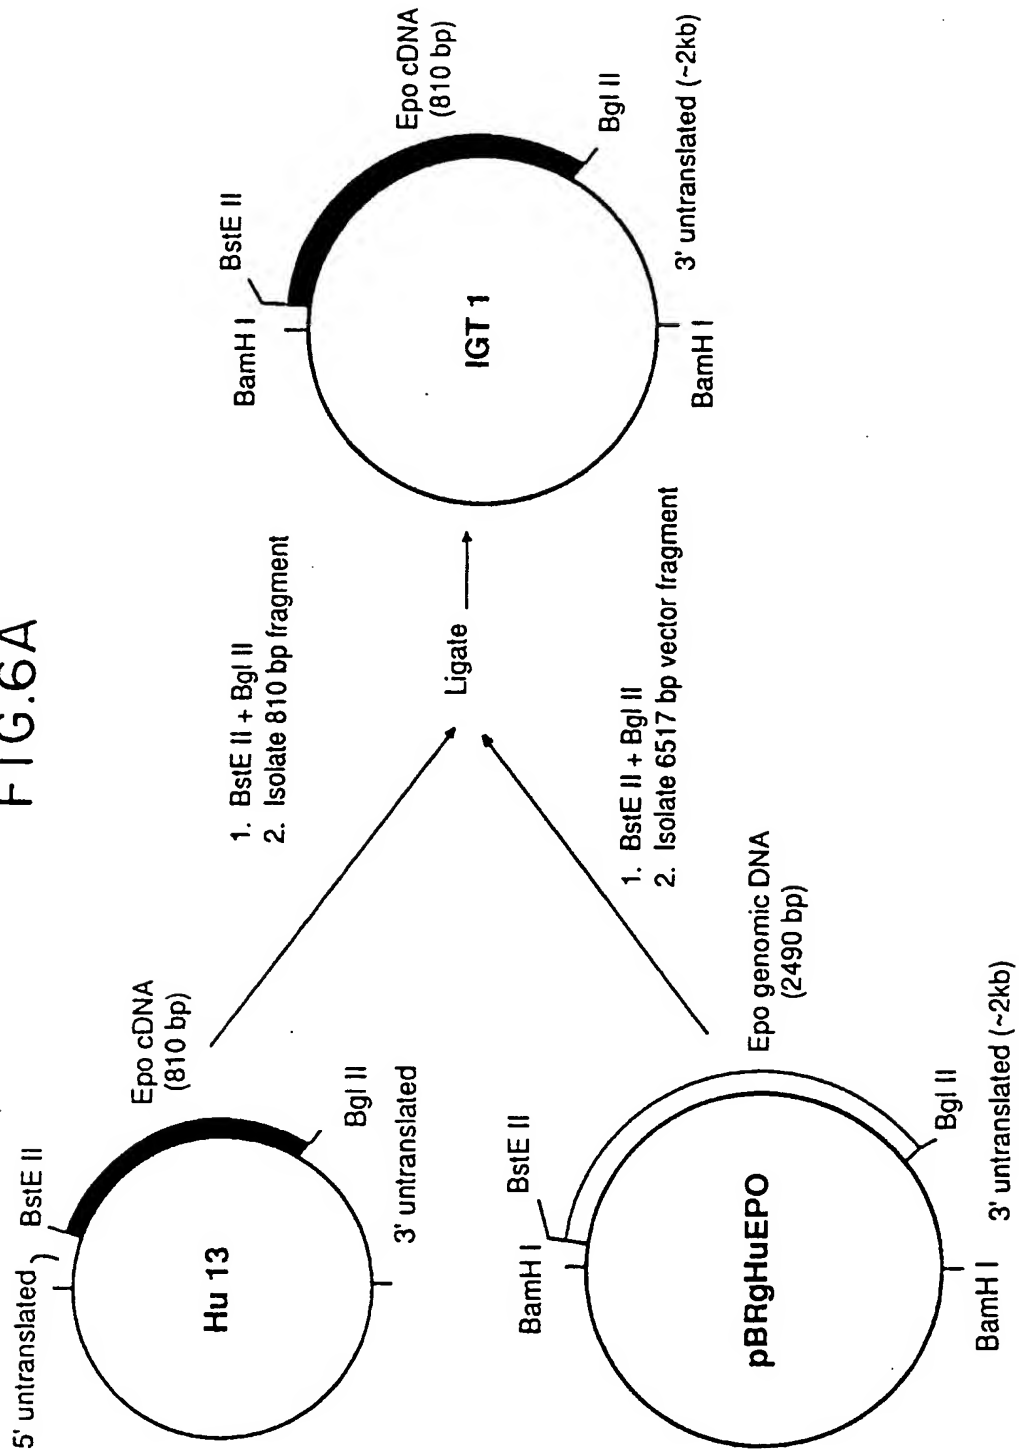 FIG.6A
5' untranslated
BstE II
Epo cDNA
(810 bp)
Hu 13
Bgl II
3' untranslated
1. BstE II + Bgl II
2. Isolate 810 bp fragment
BamH I
BstE II
Epo genomic DNA
(2490 bp)
pBRgHuEPO
Bgl II
BamH I
3' untranslated (~2kb)
1. BstE II + Bgl II
2. Isolate 6517 bp vector fragment
Ligate
BamH I
BstE II
Epo cDNA
(810 bp)
IGT 1
Bgl II
BamH I
3' untranslated (~2kb)